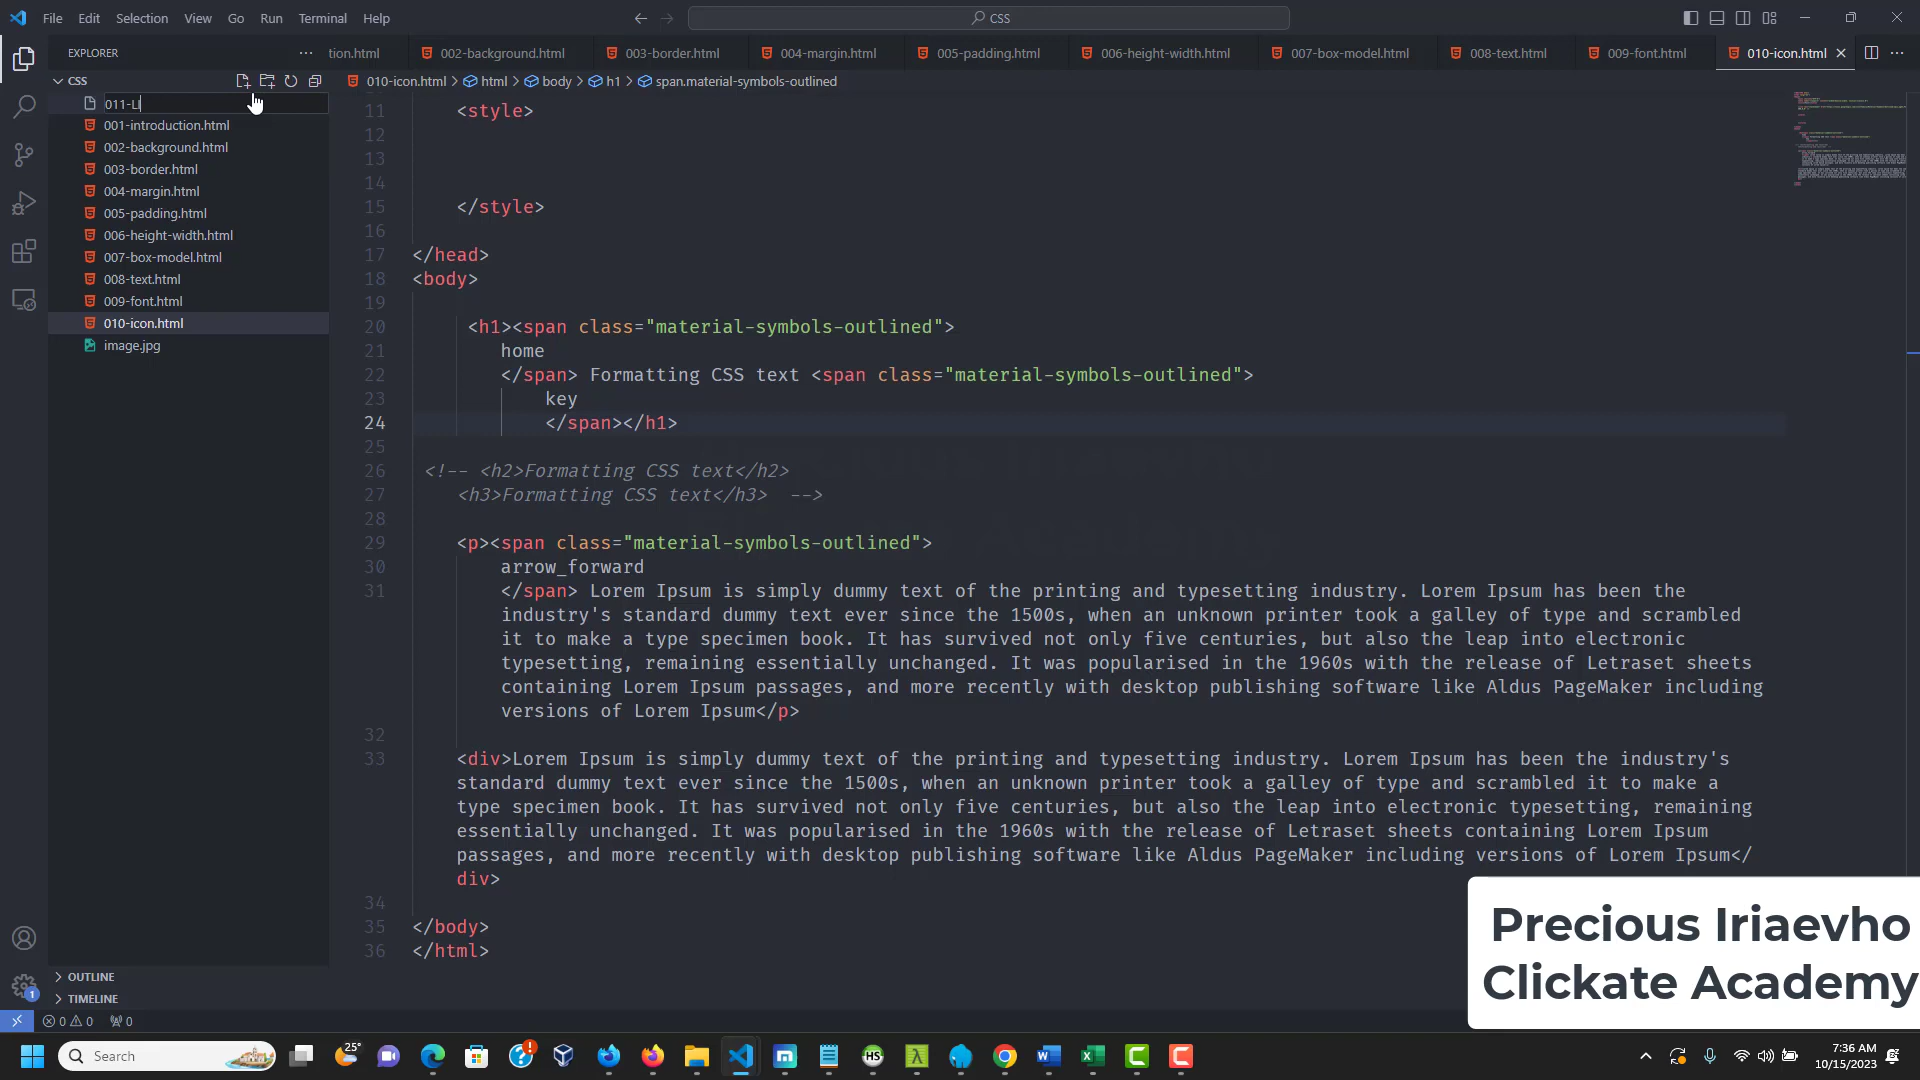 File Edit Selection View Go Run Terminal Help
CSS
EXPLORER
tion.html 002-background.html 003-border.html 004-margin.html 005-padding.html 006-height-width.html 007-box-model.html 008-text.html 009-font.html 010-icon.html
CSS
010-icon.html > html > body > h1 > span.material-symbols-outlined
011-LI
001-introduction.html
002-background.html
003-border.html
004-margin.html
005-padding.html
006-height-width.html
007-box-model.html
008-text.html
009-font.html
010-icon.html
image.jpg
11 <style>
12
13
14
15 </style>
16
17 </head>
18 <body>
19
20 <h1><span class="material-symbols-outlined">
21 home
22 </span> Formatting CSS text <span class="material-symbols-outlined">
23 key
24 </span></h1>
25
26 <!-- <h2>Formatting CSS text</h2>
27 <h3>Formatting CSS text</h3> -->
28
29 <p><span class="material-symbols-outlined">
30 arrow_forward
31 </span> Lorem Ipsum is simply dummy text of the printing and typesetting industry. Lorem Ipsum has been the
industry's standard dummy text ever since the 1500s, when an unknown printer took a galley of type and scrambled
it to make a type specimen book. It has survived not only five centuries, but also the leap into electronic
typesetting, remaining essentially unchanged. It was popularised in the 1960s with the release of Letraset sheets
containing Lorem Ipsum passages, and more recently with desktop publishing software like Aldus PageMaker including
versions of Lorem Ipsum</p>
32
33 <div>Lorem Ipsum is simply dummy text of the printing and typesetting industry. Lorem Ipsum has been the industry's
standard dummy text ever since the 1500s, when an unknown printer took a galley of type and scrambled it to make a
type specimen book. It has survived not only five centuries, but also the leap into electronic typesetting, remaining
essentially unchanged. It was popularised in the 1960s with the release of Letraset sheets containing Lorem Ipsum
passages, and more recently with desktop publishing software like Aldus PageMaker including versions of Lorem Ipsum</
div>
34
35 </body>
36 </html>
OUTLINE
TIMELINE
Precious Iriaevho
Clickate Academy
1
0 0 0
Search
25°
HS
7:36 AM
10/15/2023